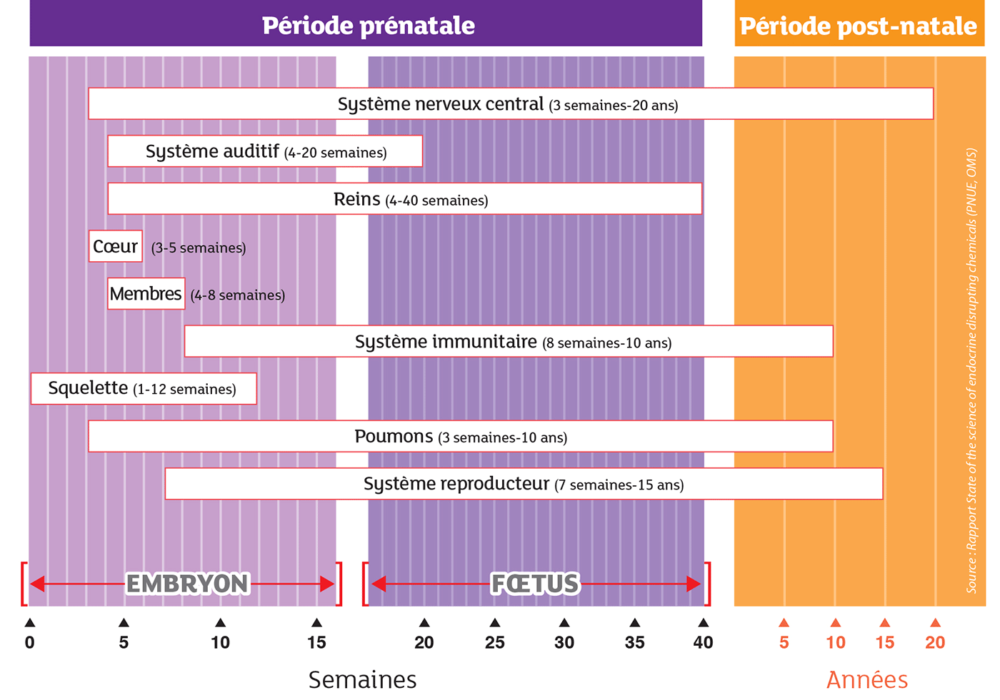 Période prénatale
Période post-natale
Système nerveux central (3 semaines-20 ans)
Système auditif (4-20 semaines)
Reins (4-40 semaines)
Cœur (3-5 semaines)
Membres (4-8 semaines)
Système immunitaire (8 semaines-10 ans)
Squelette (1-12 semaines)
Poumons (3 semaines-10 ans)
Système reproducteur (7 semaines-15 ans)
Source : Rapport State of the science of endocrine disrupting chemicals (PNUE, OMS)
EMBRYON
FŒTUS
0 5 10 15 20 25 30 35 40
5 10 15 20
Semaines
Années